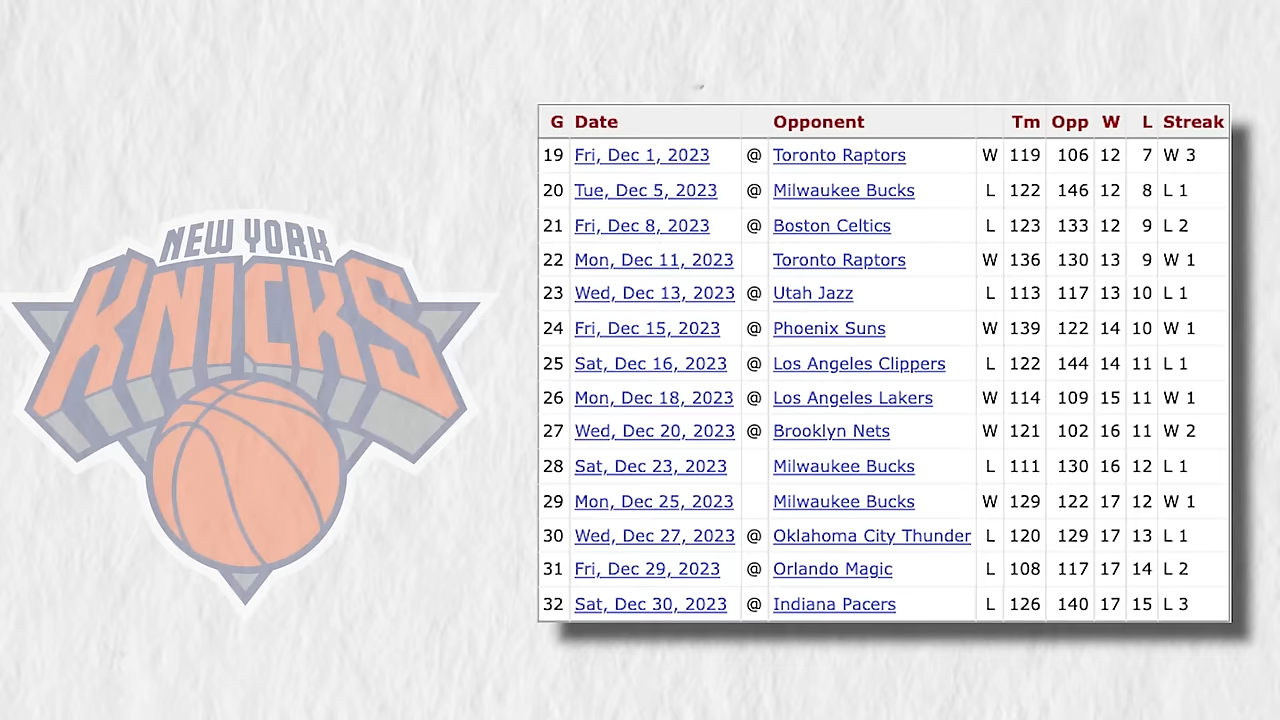 NEW YORK
KNICKS
G Date Opponent Tm Opp W L Streak
19 Fri, Dec 1, 2023 @ Toronto Raptors W 119 106 12 7 W 3
20 Tue, Dec 5, 2023 @ Milwaukee Bucks L 122 146 12 8 L 1
21 Fri, Dec 8, 2023 @ Boston Celtics L 123 133 12 9 L 2
22 Mon, Dec 11, 2023 Toronto Raptors W 136 130 13 9 W 1
23 Wed, Dec 13, 2023 @ Utah Jazz L 113 117 13 10 L 1
24 Fri, Dec 15, 2023 @ Phoenix Suns W 139 122 14 10 W 1
25 Sat, Dec 16, 2023 @ Los Angeles Clippers L 122 144 14 11 L 1
26 Mon, Dec 18, 2023 @ Los Angeles Lakers W 114 109 15 11 W 1
27 Wed, Dec 20, 2023 @ Brooklyn Nets W 121 102 16 11 W 2
28 Sat, Dec 23, 2023 Milwaukee Bucks L 111 130 16 12 L 1
29 Mon, Dec 25, 2023 Milwaukee Bucks W 129 122 17 12 W 1
30 Wed, Dec 27, 2023 @ Oklahoma City Thunder L 120 129 17 13 L 1
31 Fri, Dec 29, 2023 @ Orlando Magic L 108 117 17 14 L 2
32 Sat, Dec 30, 2023 @ Indiana Pacers L 126 140 17 15 L 3